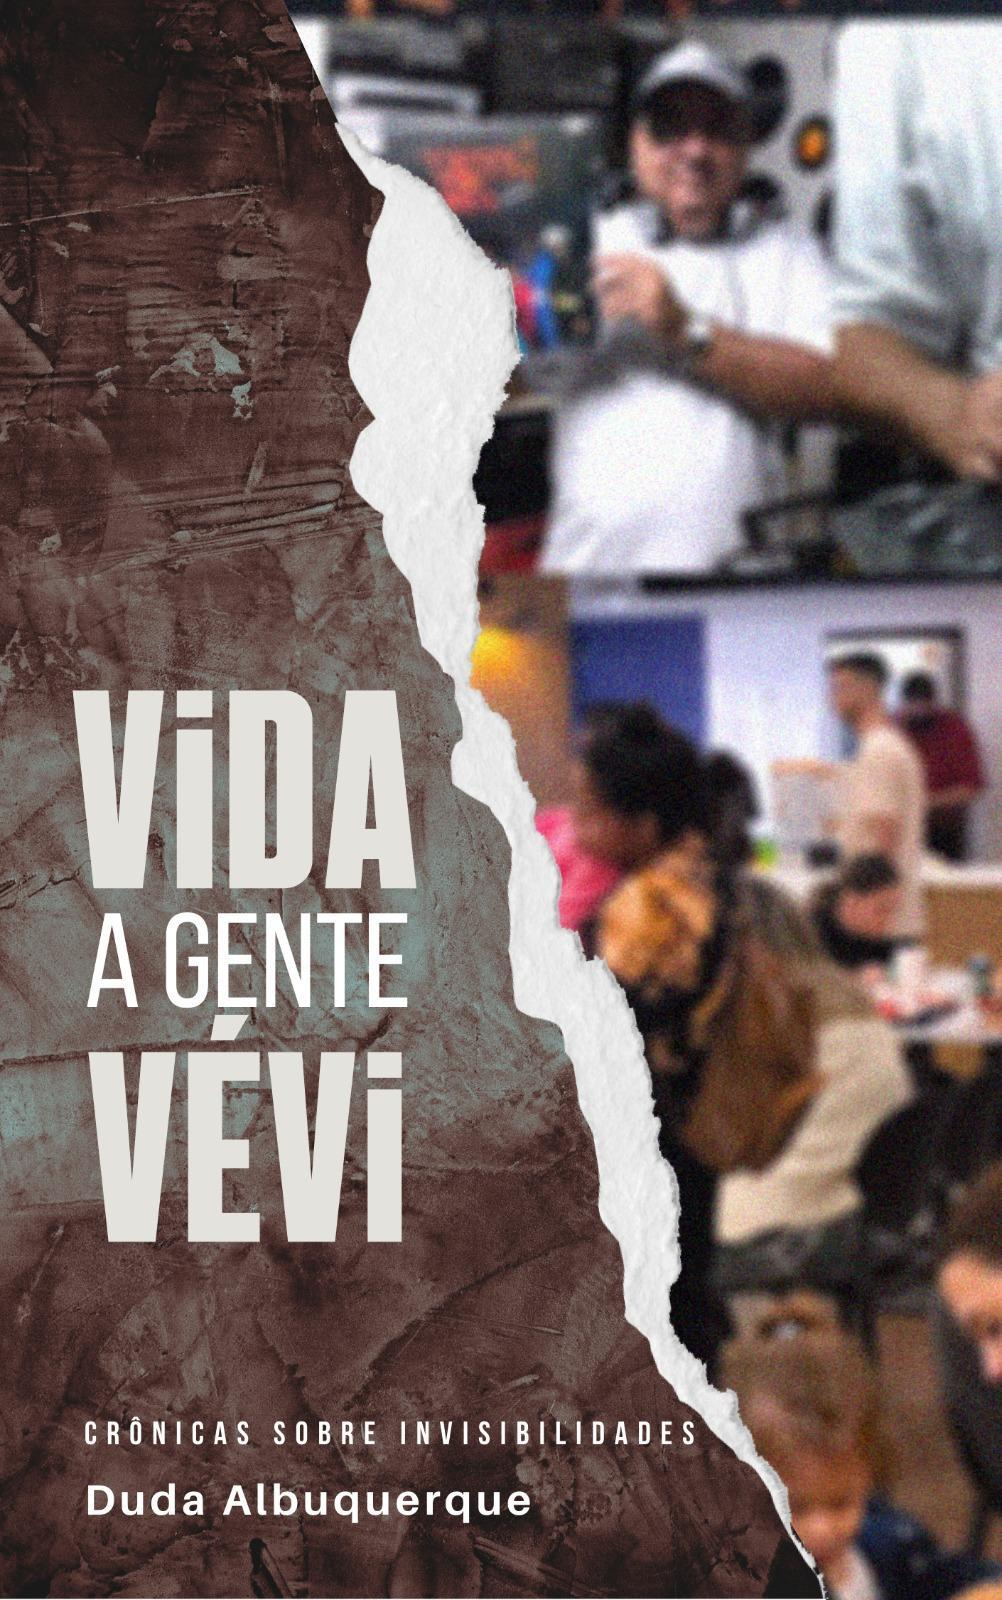 ViDA
A GENTE
VÉVi
CRÔNICAS SOBRE INVISIBILIDADES
Duda Albuquerque